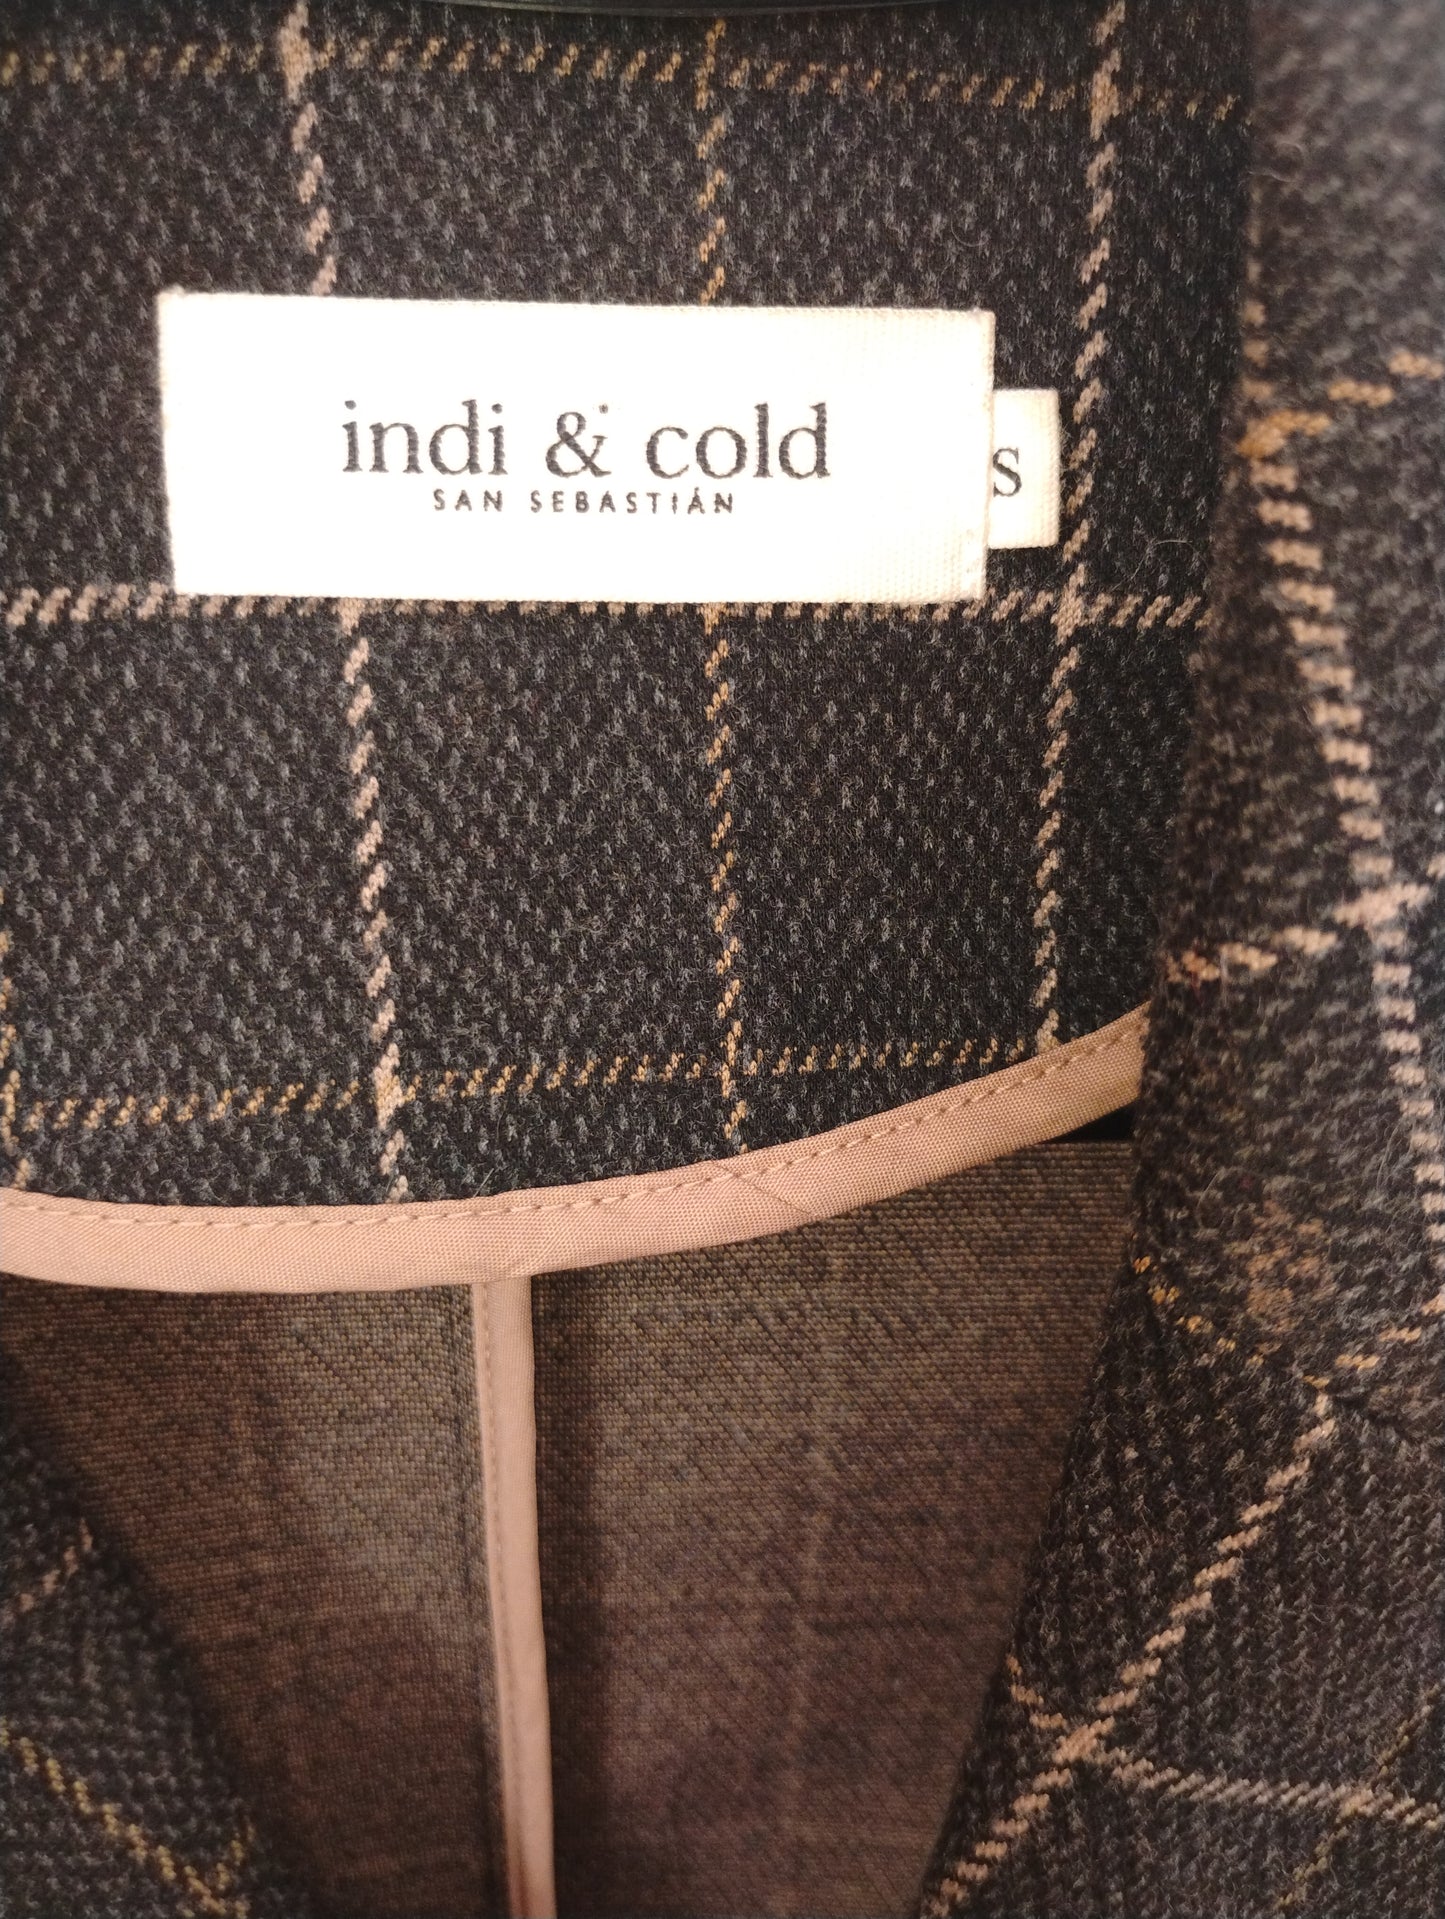 indi & cold
SAN SEBASTIÁN
S